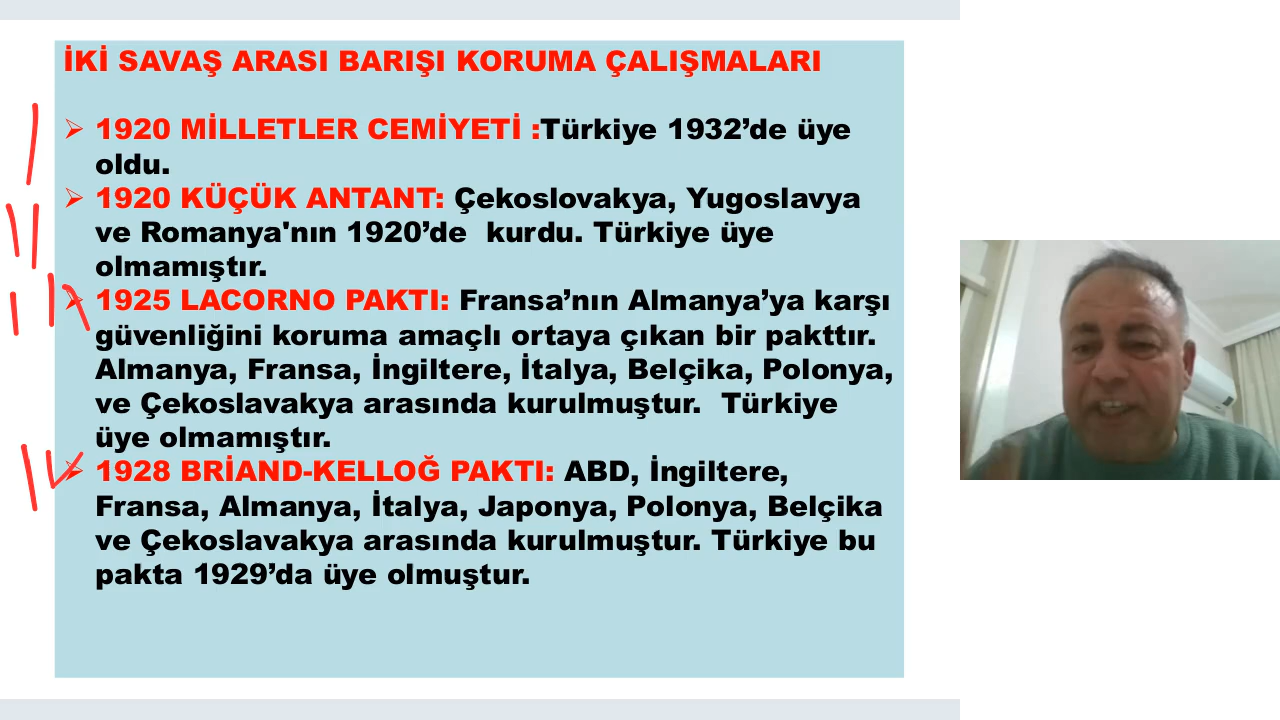 İKİ SAVAŞ ARASI BARIŞI KORUMA ÇALIŞMALARI
1920 MİLLETLER CEMİYETİ :Türkiye 1932’de üye
oldu.
1920 KÜÇÜK ANTANT: Çekoslovakya, Yugoslavya
ve Romanya'nın 1920’de  kurdu. Türkiye üye
olmamıştır.
1925 LACORNO PAKTI: Fransa’nın Almanya’ya karşı
güvenliğini koruma amaçlı ortaya çıkan bir pakttır.
Almanya, Fransa, İngiltere, İtalya, Belçika, Polonya,
ve Çekoslavakya arasında kurulmuştur.  Türkiye
üye olmamıştır.
1928 BRİAND-KELLOĞ PAKTI: ABD, İngiltere,
Fransa, Almanya, İtalya, Japonya, Polonya, Belçika
ve Çekoslavakya arasında kurulmuştur. Türkiye bu
pakta 1929’da üye olmuştur.